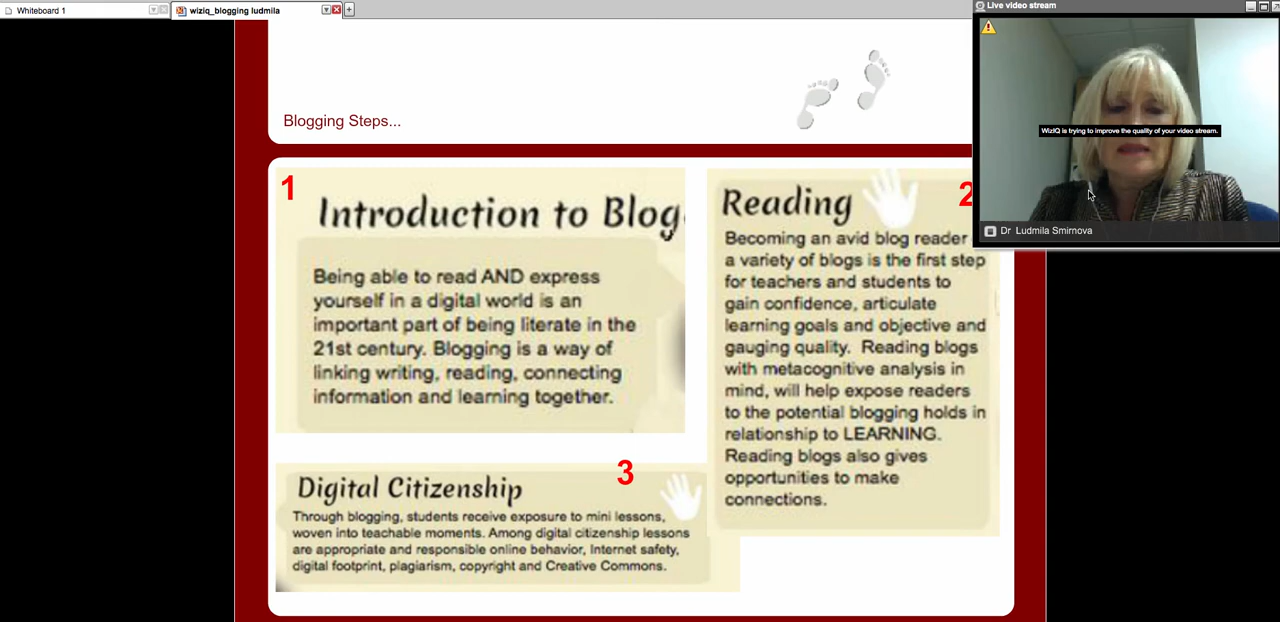 Whiteboard 1
wiziq_blogging ludmila
Live video stream
WizIQ is trying to improve the quality of your video stream.
Dr Ludmila Smirnova
Blogging Steps...
1
Introduction to Blog
Being able to read AND express
yourself in a digital world is an
important part of being literate in the
21st century. Blogging is a way of
linking writing, reading, connecting
information and learning together.
2
Reading
Becoming an avid blog reader
a variety of blogs is the first step
for teachers and students to
gain confidence, articulate
learning goals and objective and
gauging quality. Reading blogs
with metacognitive analysis in
mind, will help expose readers
to the potential blogging holds in
relationship to LEARNING.
Reading blogs also gives
opportunities to make
connections.
3
Digital Citizenship
Through blogging, students receive exposure to mini lessons,
woven into teachable moments. Among digital citizenship lessons
are appropriate and responsible online behavior, Internet safety,
digital footprint, plagiarism, copyright and Creative Commons.